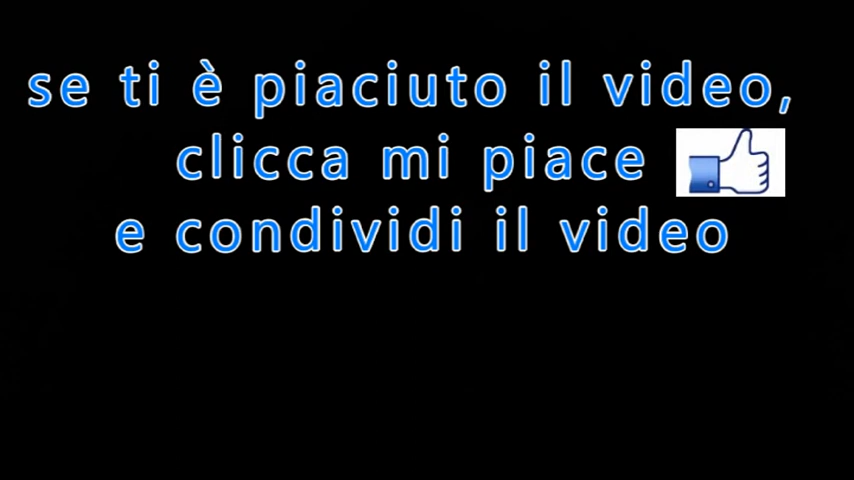 se ti è piaciuto il video,
clicca mi piace
e condividi il video